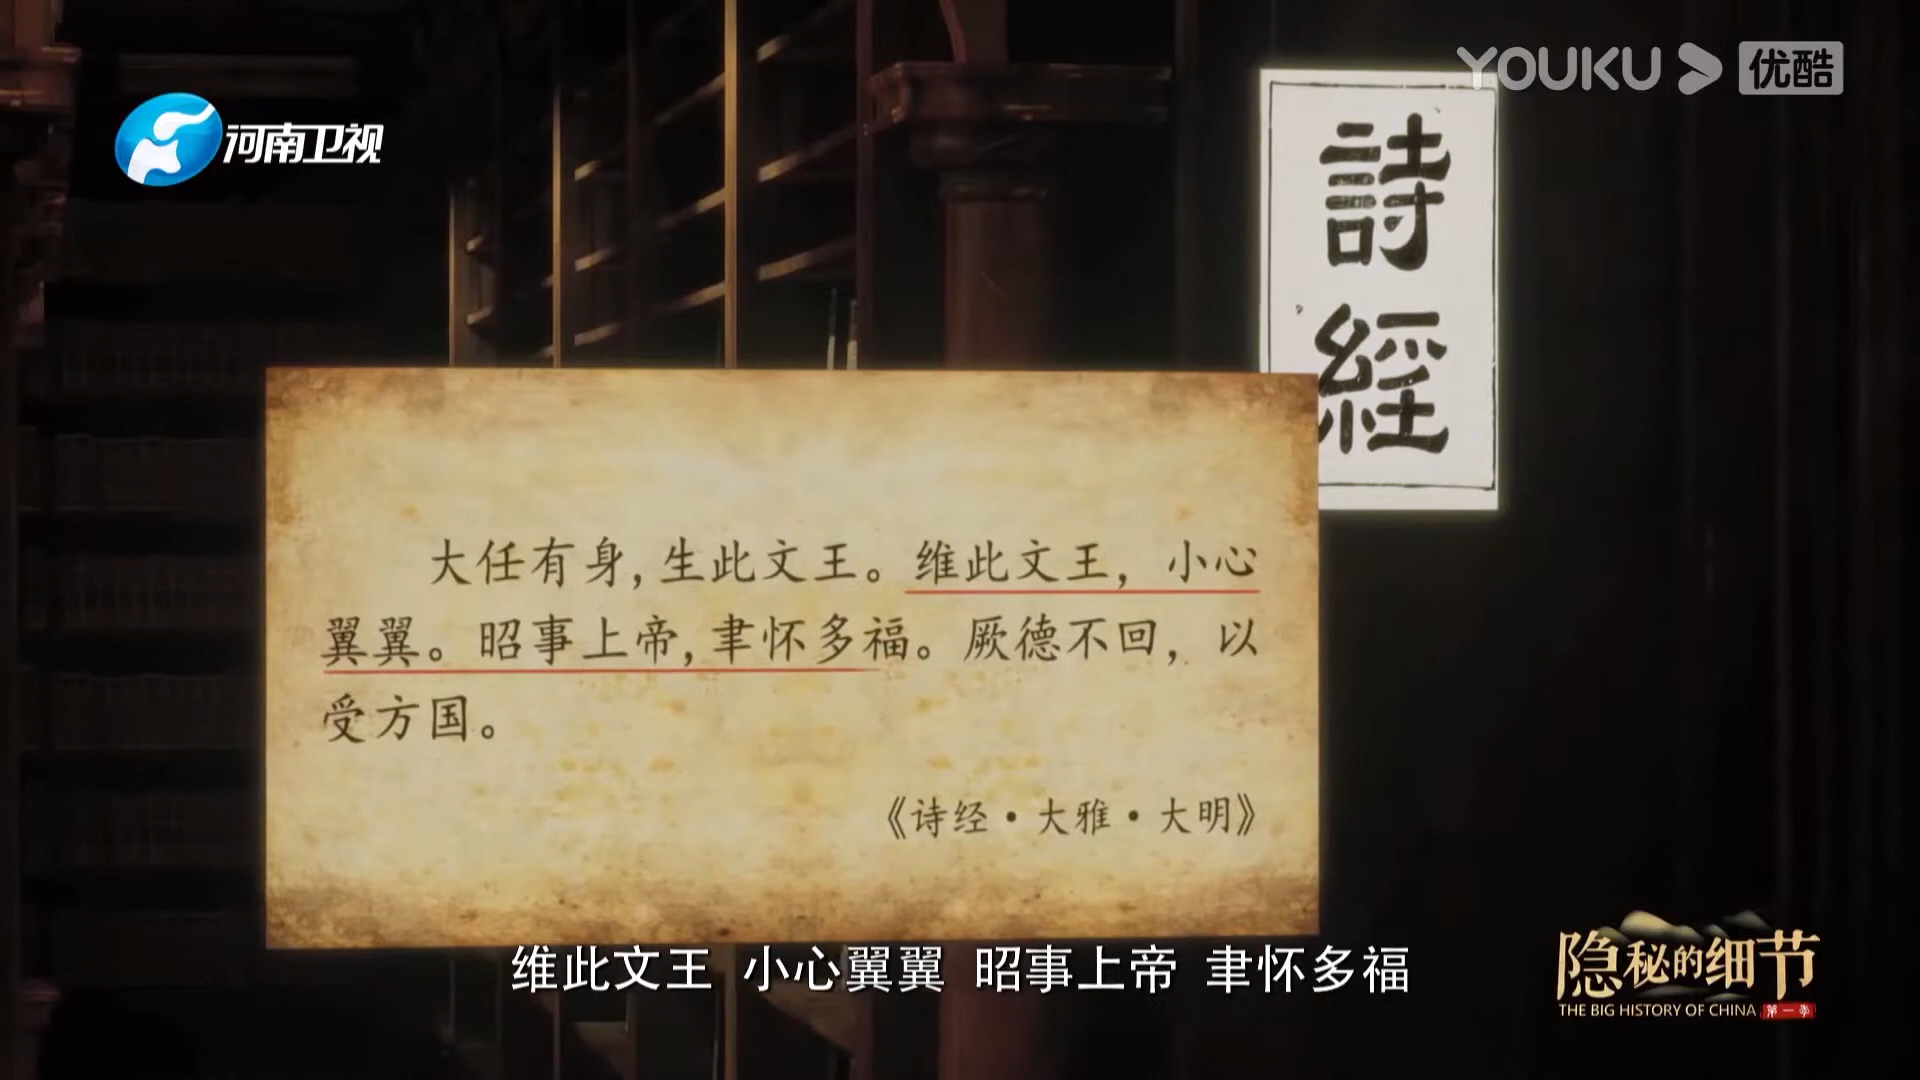 YOUKU 优酷
河南卫视
詩經
大任有身，生此文王。维此文王，小心
翼翼。昭事上帝，聿怀多福。厥德不回，以
受方国。
《诗经·大雅·大明》
维此文王 小心翼翼 昭事上帝 聿怀多福
隐秘的细节
THE BIG HISTORY OF CHINA 第一季